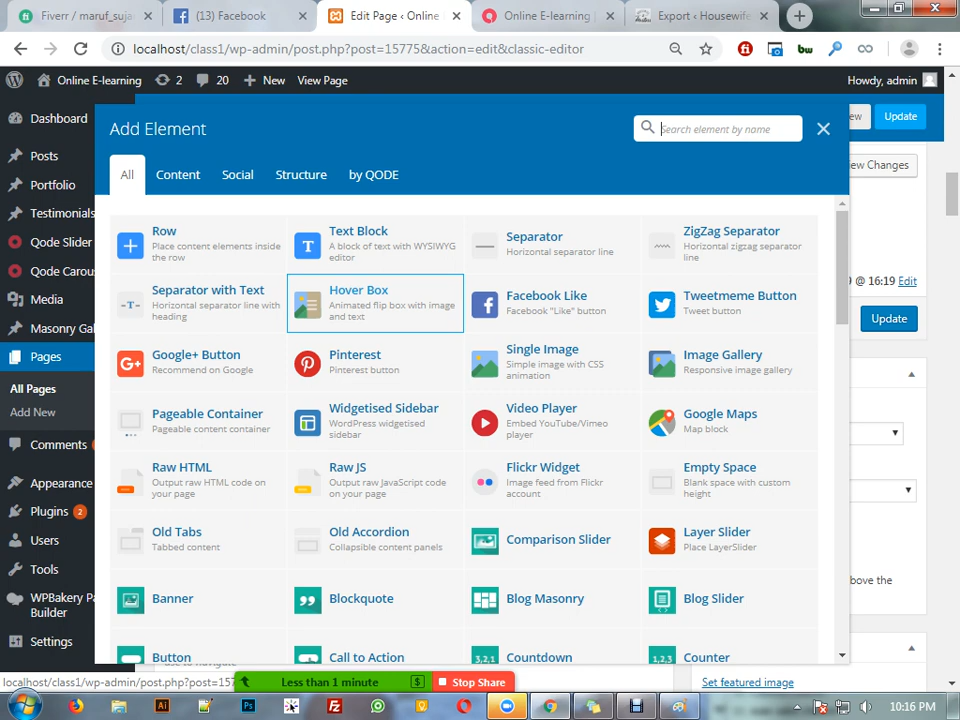 Fiverr / maruf_suja
(13) Facebook
Edit Page ‹ Online
Online E-learning
Export ‹ Housewife
localhost/class1/wp-admin/post.php?post=15775&action=edit&classic-editor
Online E-learning
2
20
New
View Page
Howdy, admin
Dashboard
Posts
Portfolio
Testimonials
Qode Slider
Qode Carou
Media
Masonry Gal
Pages
All Pages
Add New
Comments
Appearance
Plugins 2
Users
Tools
WPBakery Pa
Builder
Settings
Add Element
Search element by name
All
Content
Social
Structure
by QODE
ew
Update
w Changes
9 @ 16:19 Edit
Update
bove the
Set featured image
Row
Place content elements inside
the row
Text Block
A block of text with WYSIWYG
editor
Separator
Horizontal separator line
ZigZag Separator
Horizontal zigzag separator
line
Separator with Text
Horizontal separator line with
heading
Hover Box
Animated flip box with image
and text
Facebook Like
Facebook "Like" button
Tweetmeme Button
Tweet button
Google+ Button
Recommend on Google
Pinterest
Pinterest button
Single Image
Simple image with CSS
animation
Image Gallery
Responsive image gallery
Pageable Container
Pageable content container
Widgetised Sidebar
WordPress widgetised
sidebar
Video Player
Embed YouTube/Vimeo
player
Google Maps
Map block
Raw HTML
Output raw HTML code on
your page
Raw JS
Output raw JavaScript code
on your page
Flickr Widget
Image feed from Flickr
account
Empty Space
Blank space with custom
height
Old Tabs
Tabbed content
Old Accordion
Collapsible content panels
Comparison Slider
Layer Slider
Place LayerSlider
Banner
Blockquote
Blog Masonry
Blog Slider
Button
Call to Action
Countdown
Counter
localhost/class1/wp-admin/post.php?post=157
Less than 1 minute
Stop Share
10:16 PM